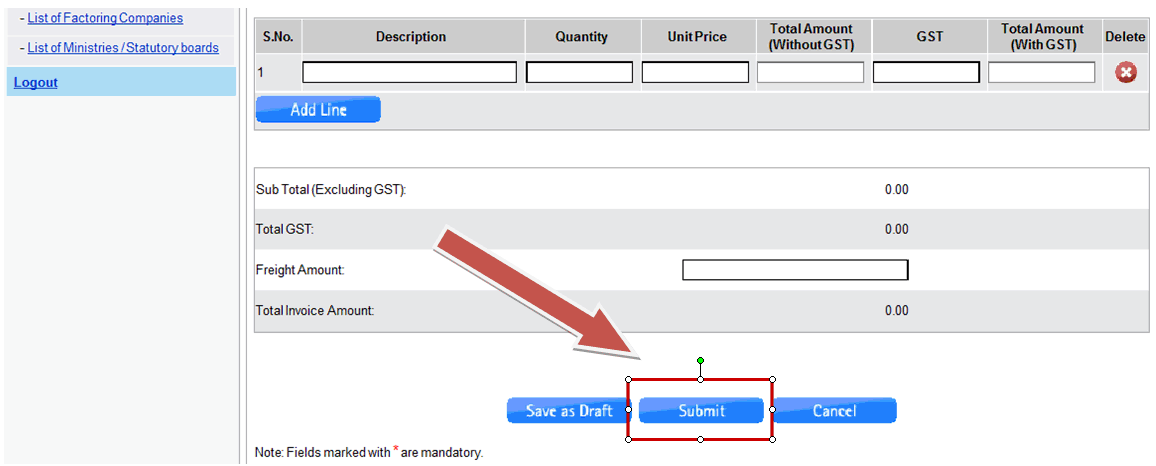 - List of Factoring Companies
- List of Ministries / Statutory boards
Logout
S.No. Description Quantity Unit Price Total Amount (Without GST) GST Total Amount (With GST) Delete
1
Add Line
Sub Total (Excluding GST): 0.00
Total GST: 0.00
Freight Amount:
Total Invoice Amount: 0.00
Save as Draft Submit Cancel
Note: Fields marked with * are mandatory.